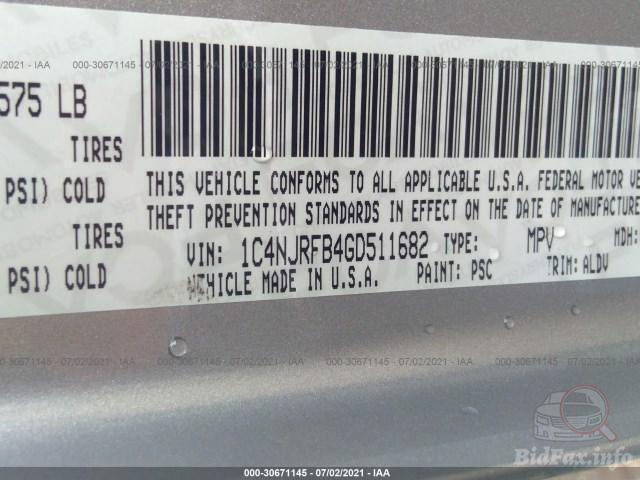 2021 - IAA 000-30671145 - 07/02/2021 - IAA 000-30671145 - 07/02/2021 - IAA 000-3067114
575 LB
TIRES
PSI) COLD
TIRES
PSI) COLD
THIS VEHICLE CONFORMS TO ALL APPLICABLE U.S.A. FEDERAL MOTOR VE
THEFT PREVENTION STANDARDS IN EFFECT ON THE DATE OF MANUFACTURE
VIN: 1C4NJRFB4GD511682 TYPE: MPV MDH:
VEHICLE MADE IN U.S.A. PAINT: PSC TRIM: ALDV
2021 - IAA 000-30671145 - 07/02/2021 - IAA 000-30671145 - 07/02/2021 - IAA
BidFax.info
000-30671145 - 07/02/2021 - IAA